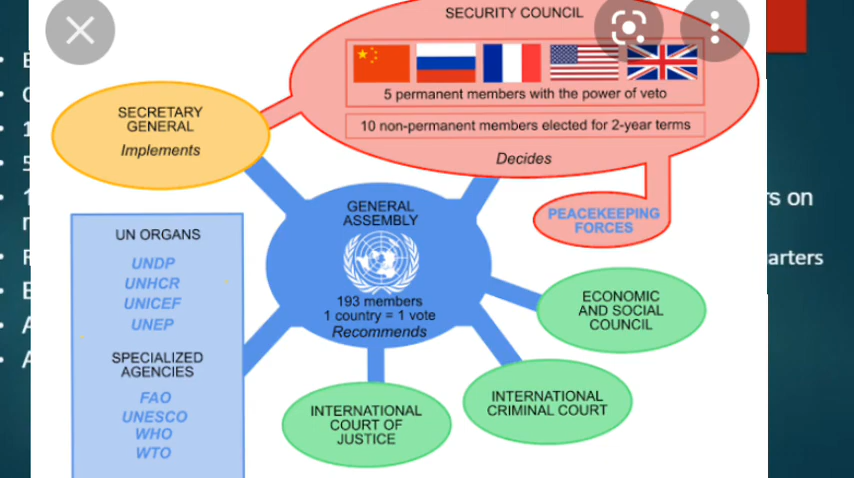 SECURITY COUNCIL
5 permanent members with the power of veto
10 non-permanent members elected for 2-year terms
Decides
SECRETARY
GENERAL
Implements
PEACEKEEPING
FORCES
GENERAL
ASSEMBLY
193 members
1 country = 1 vote
Recommends
UN ORGANS
UNDP
UNHCR
UNICEF
UNEP
SPECIALIZED
AGENCIES
FAO
UNESCO
WHO
WTO
ECONOMIC
AND SOCIAL
COUNCIL
INTERNATIONAL
CRIMINAL COURT
INTERNATIONAL
COURT OF
JUSTICE
on